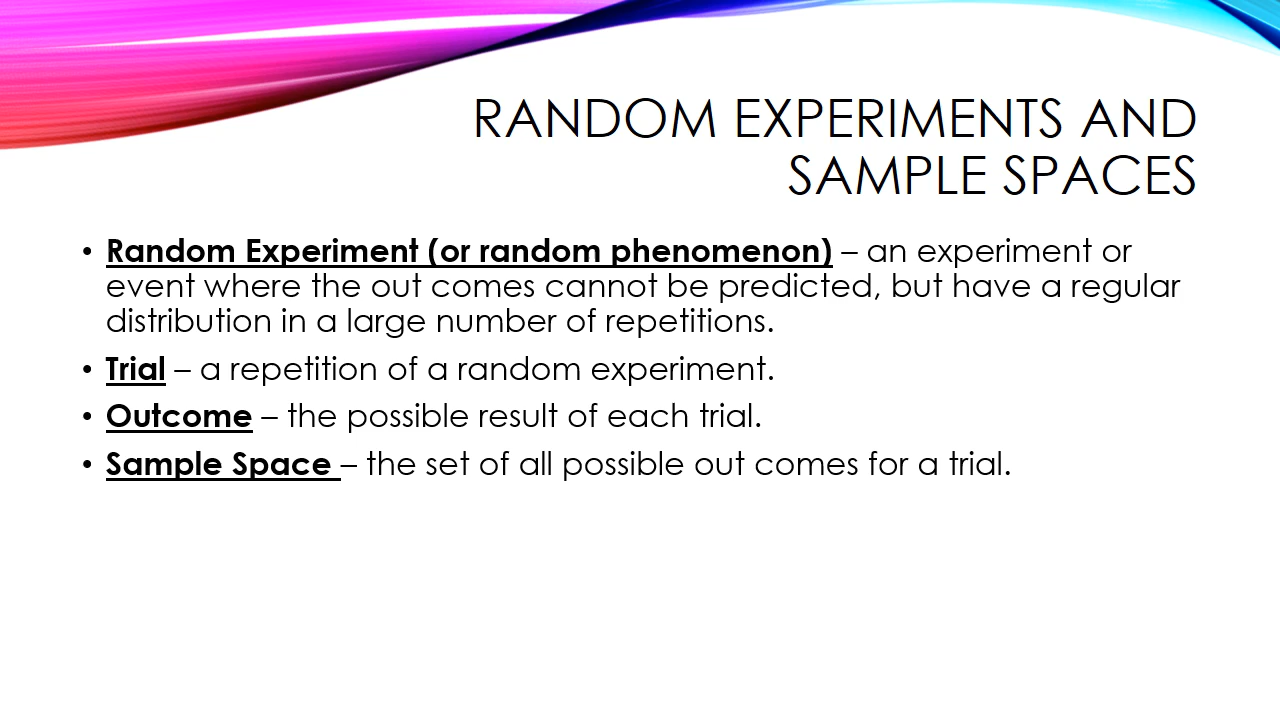 RANDOM EXPERIMENTS AND
SAMPLE SPACES
• Random Experiment (or random phenomenon) – an experiment or
event where the out comes cannot be predicted, but have a regular
distribution in a large number of repetitions.
• Trial – a repetition of a random experiment.
• Outcome – the possible result of each trial.
• Sample Space – the set of all possible out comes for a trial.